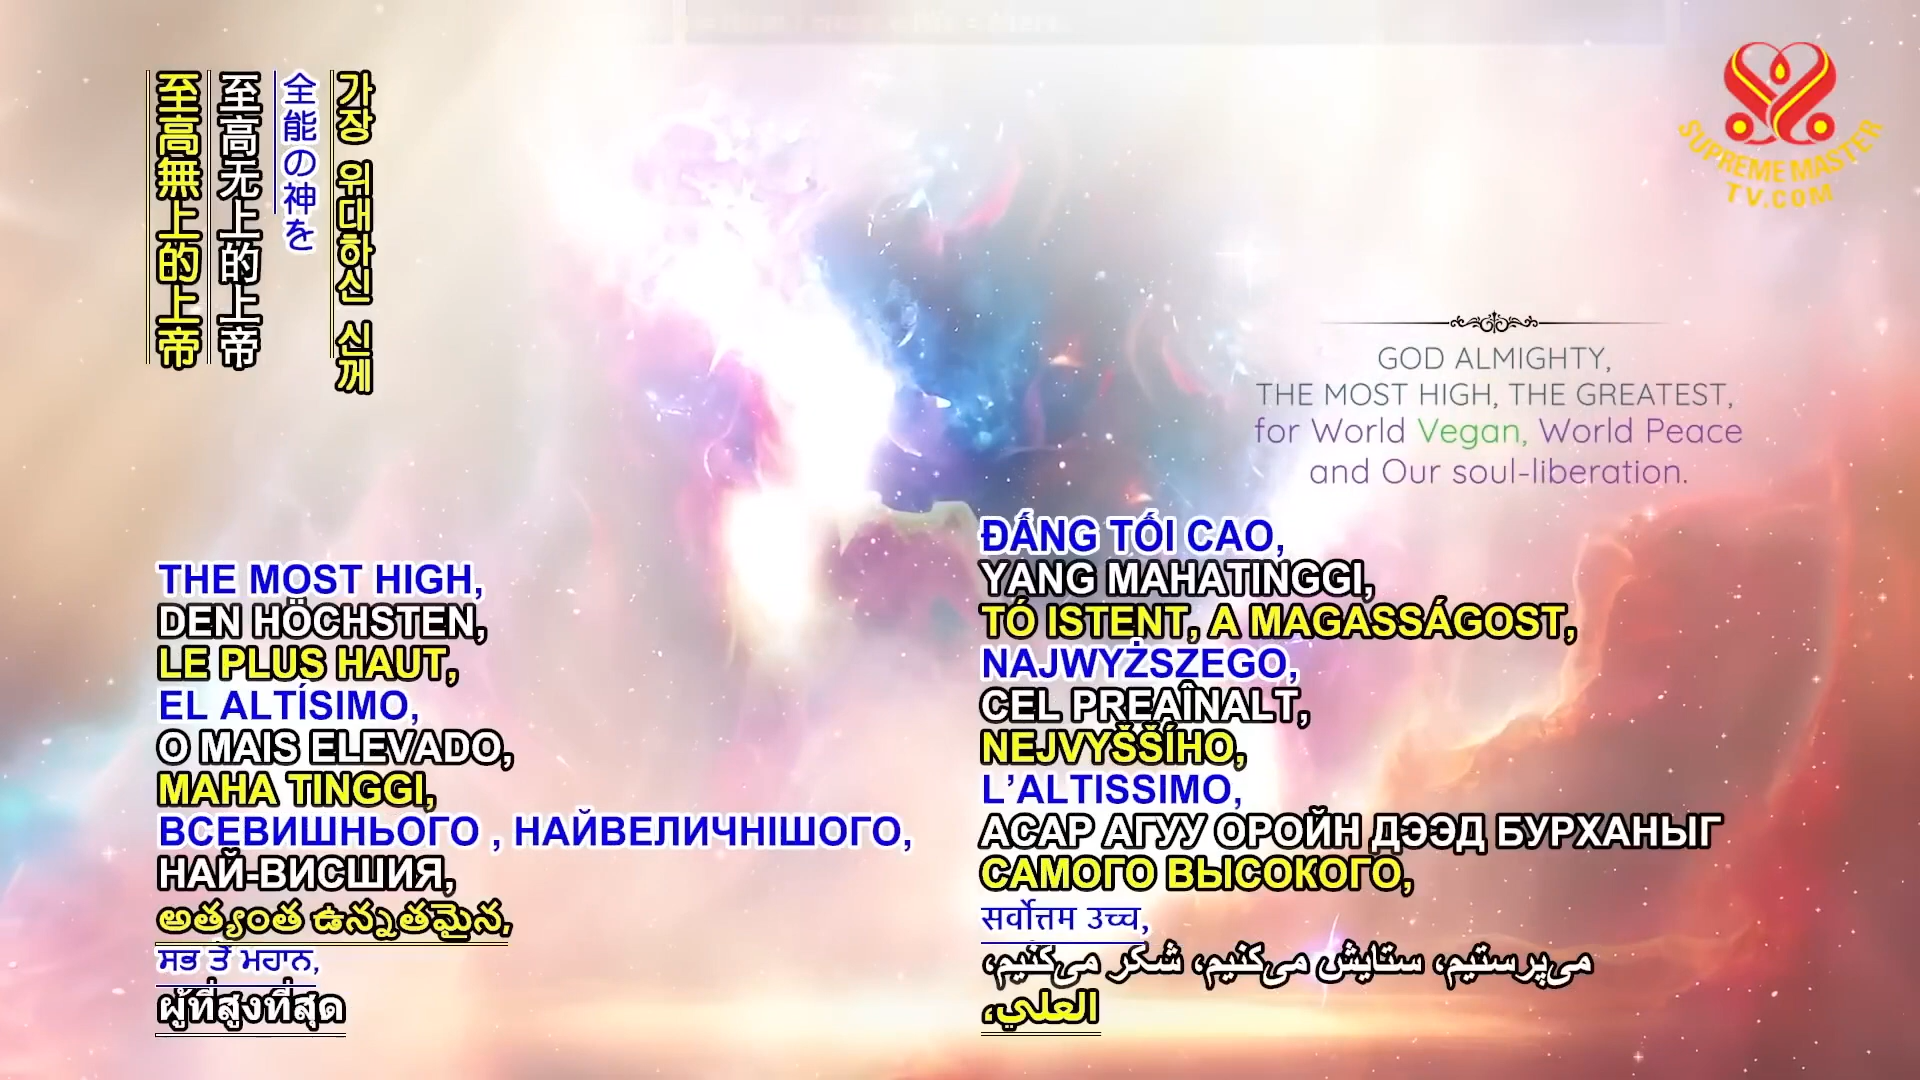 至高無上的上帝
至高无上的上帝
全能の神を
가장 위대하신 신께
SUPREME MASTER
TV.COM
GOD ALMIGHTY,
THE MOST HIGH, THE GREATEST,
for World Vegan, World Peace
and Our soul-liberation.
THE MOST HIGH,
DEN HÖCHSTEN,
LE PLUS HAUT,
EL ALTÍSIMO,
O MAIS ELEVADO,
MAHA TINGGI,
ВСЕВИШНЬОГО , НАЙВЕЛИЧНІШОГО,
НАЙ-ВИСШИЯ,
అత్యంత ఉన్నతమైన,
ਸਭ ਤੋਂ ਮਹਾਨ,
ผู้ที่สูงที่สุด
ĐẤNG TỐI CAO,
YANG MAHATINGGI,
TÓ ISTENT, A MAGASSÁGOST,
NAJWYŻSZEGO,
CEL PREAÎNALT,
NEJVYŠŠÍHO,
L’ALTISSIMO,
АСАР АГУУ ОРОЙН ДЭЭД БУРХАНЫГ
САМОГО ВЫСОКОГО,
सर्वोत्तम उच्च,
می‌پرستیم، ستایش می‌کنیم، شکر می‌کنیم،
العلي،